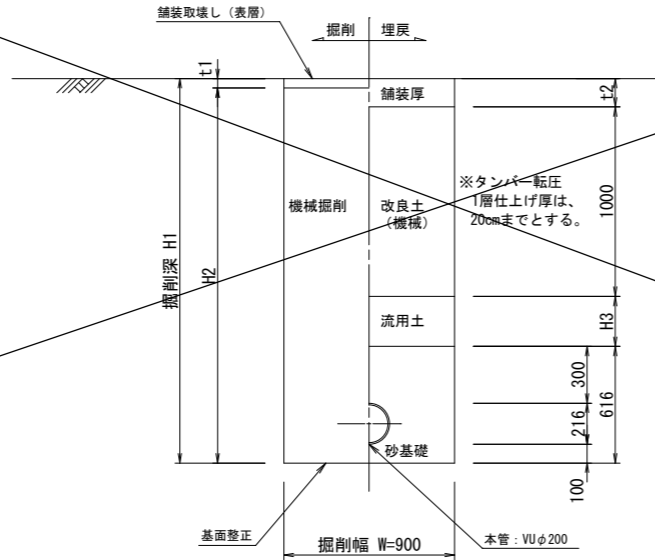 舗装取壊し（表層）
掘削 埋戻
t1
t2
舗装厚
機械掘削
改良土
（機械）
※タンパー転圧
1層仕上げ厚は、
20cmまでとする。
1000
掘削深 H1
H2
流用土
H3
300
616
216
砂基礎
100
基面整正
掘削幅 W=900
本管：VUφ200